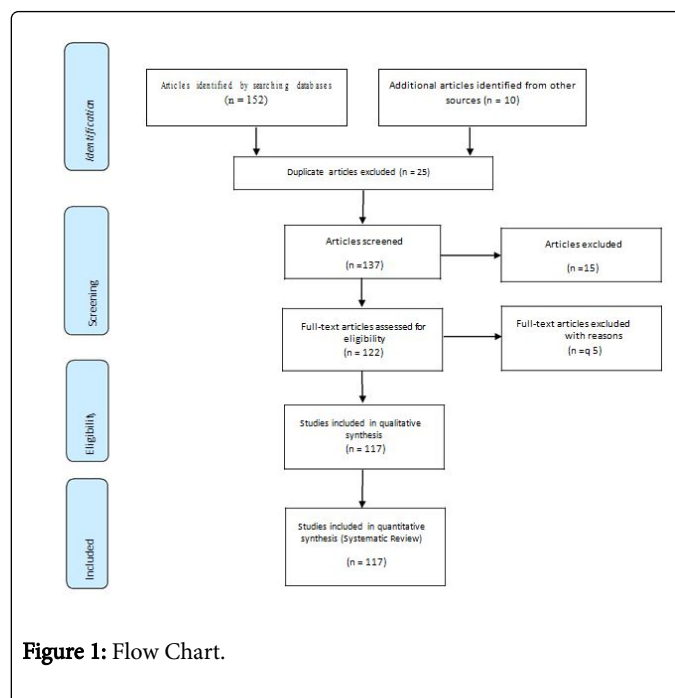 Identification
Articles identified by searching databases
(n = 152)
Additional articles identified from other
sources (n = 10)
Duplicate articles excluded (n = 25)
Screening
Articles screened
(n =137)
Articles excluded
(n =15)
Full-text articles assessed for
eligibility
(n = 122)
Full-text articles excluded
with reasons
(n =q 5)
Eligibility
Studies included in qualitative
synthesis
(n = 117)
Included
Studies included in quantitative
synthesis (Systematic Review)
(n = 117)
Figure 1: Flow Chart.